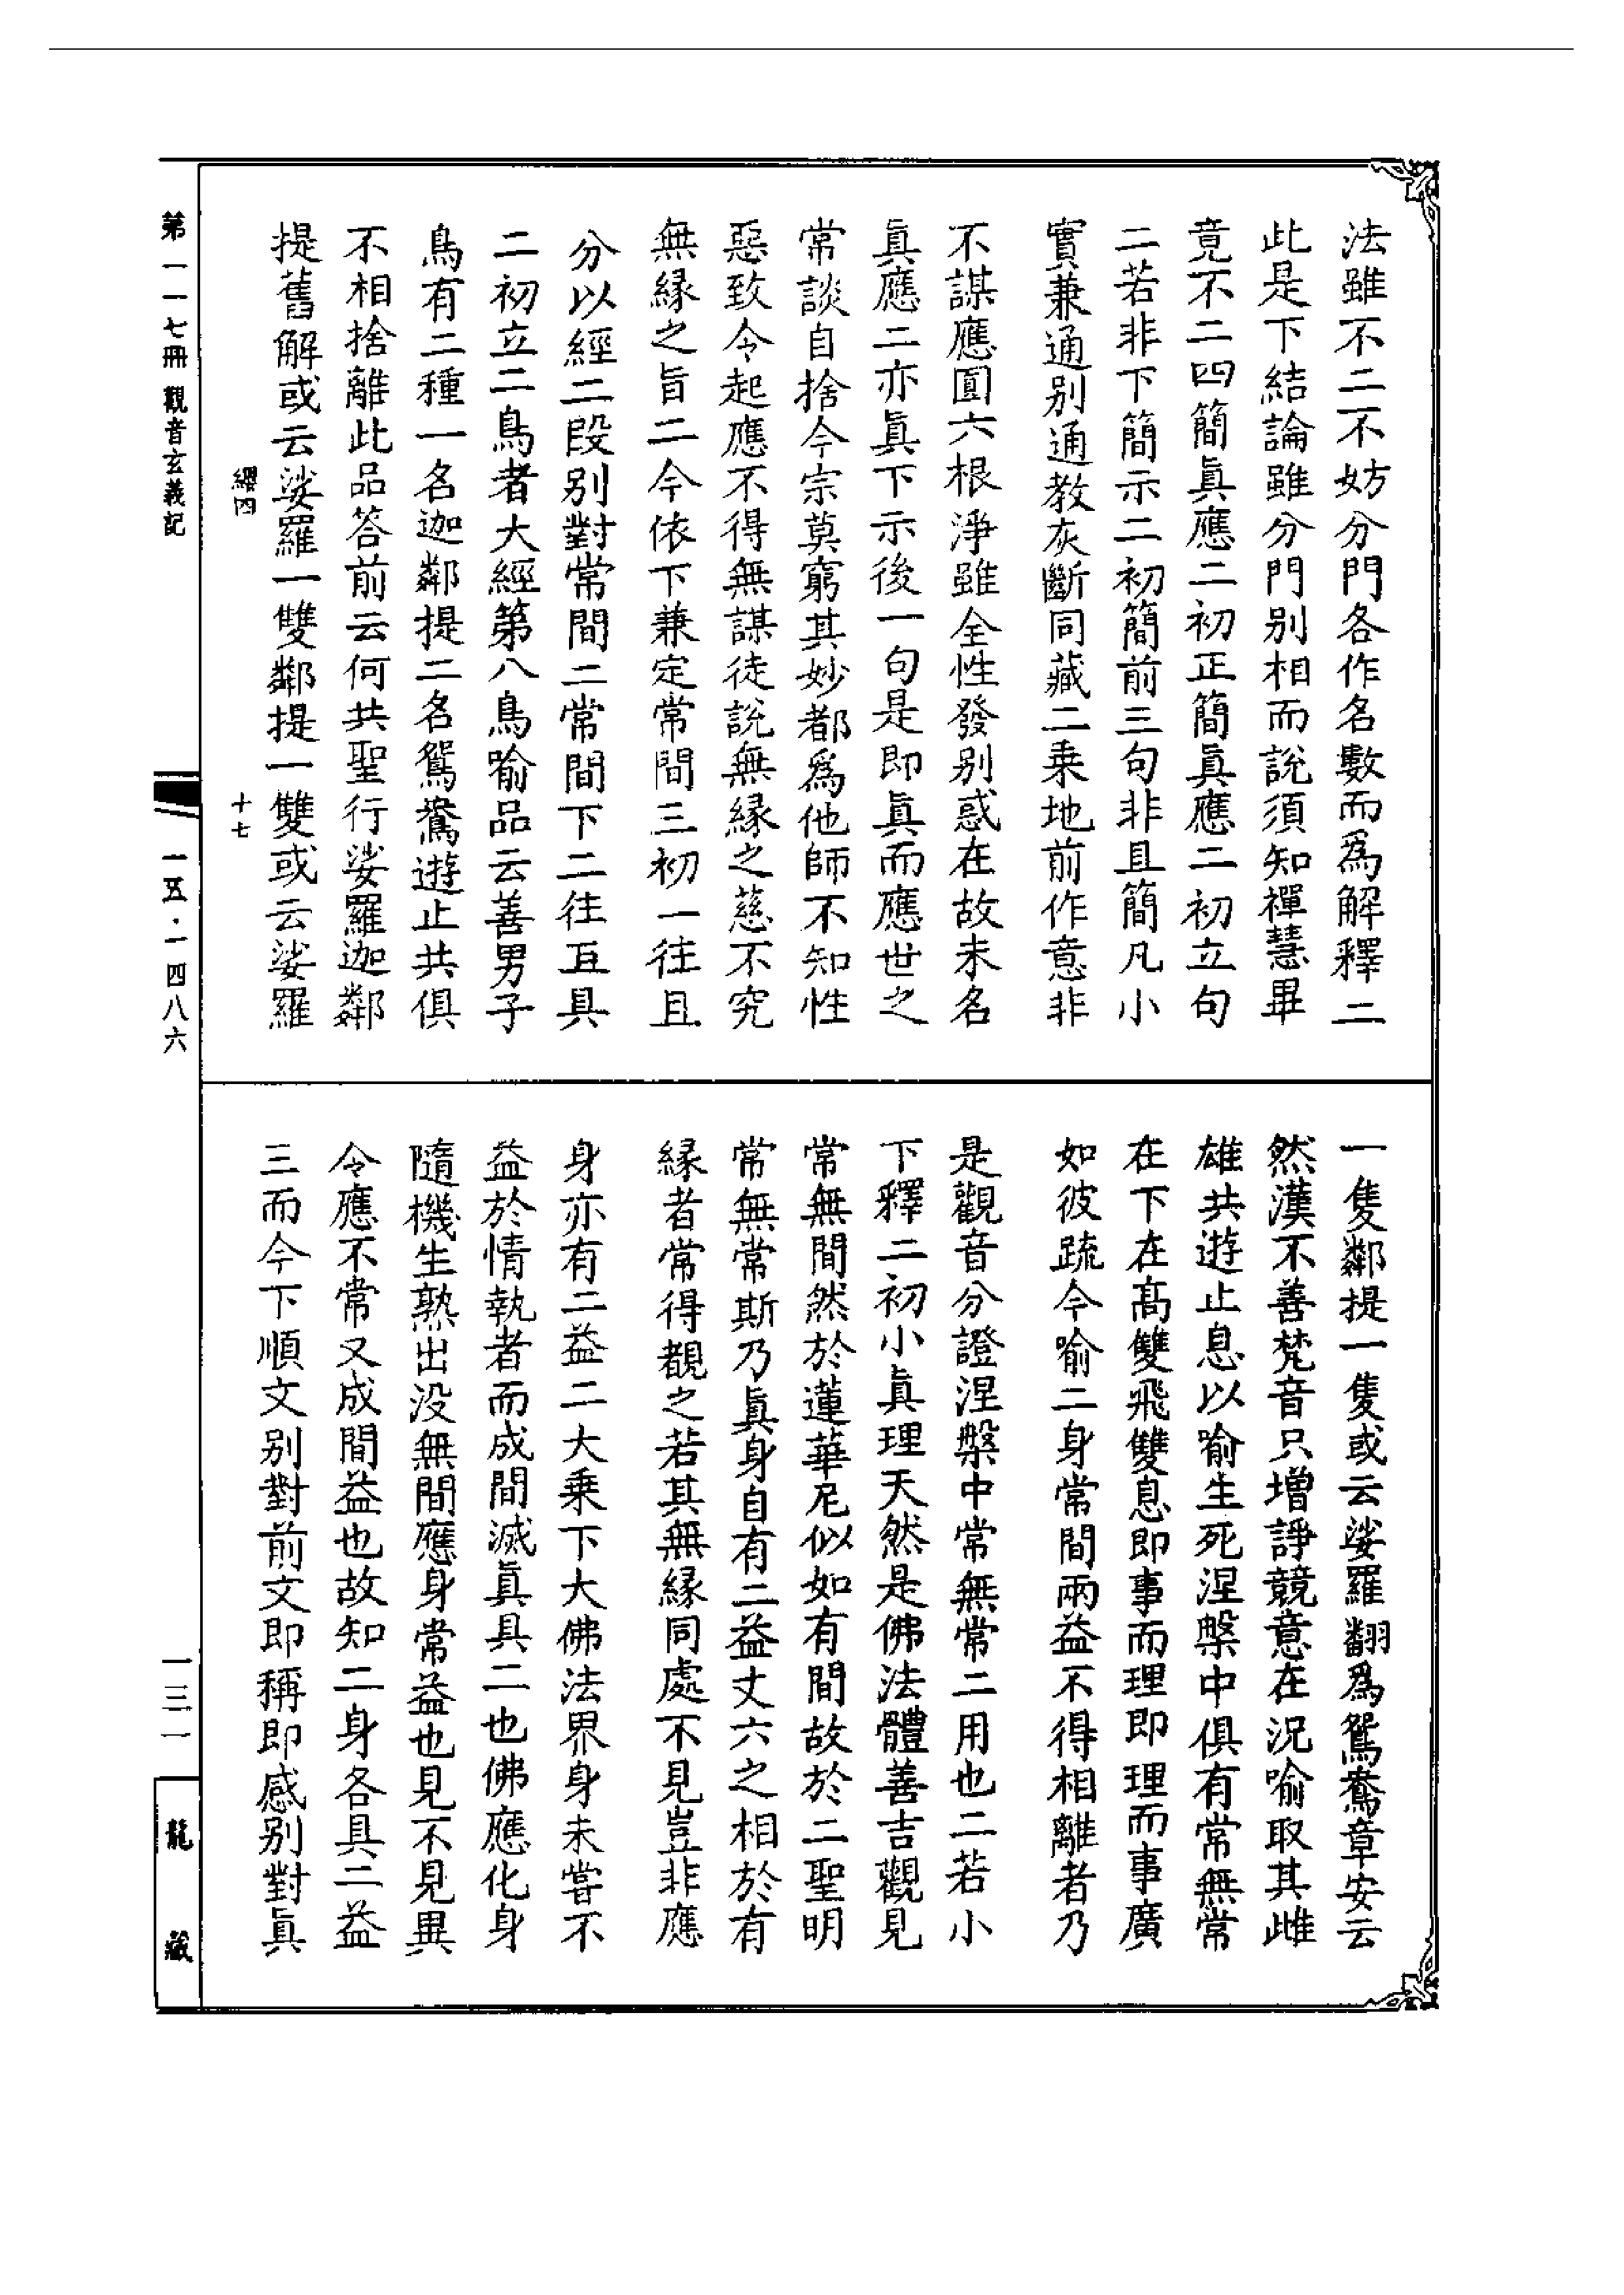 法雖不二不妨分門各作名數而為解釋二
此是下結論雖分門別相而說須知禪慧畢
竟不二四簡眞應二初正簡眞應二初立句
二若非下簡示二初簡前三句非且簡凡小
實兼通別通教灰斷同藏二乗地前作意非
不謀應圓六根淨雖全性發別惑在故未名
眞應二亦眞下示後一句是即眞而應世之
常談自捨今宗莫窮其妙都為他師不知性
惡致令起應不得無謀徒說無緣之慈不究
無緣之旨二今依下兼定常間三初一往且
分以經二段別對常間二常間下二往互具
二初立二鳥者大經第八鳥喻品云善男子
鳥有二種一名迦鄰提二名鴛鴦遊止共俱
不相捨離此品答前云何共聖行娑羅迦鄰
提舊解或云娑羅一雙鄰提一雙或云娑羅
一隻鄰提一隻或云娑羅翻為鴛鴦章安云
然漢不善梵音只增諍競意在況喻取其雌
雄共遊止息以喻生死涅槃中俱有常無常
在下在高雙飛雙息即事而理即理而事廣
如彼疏今喻二身常間兩益不得相離者乃
是觀音分證涅槃中常無常二用也二若小
下釋二初小眞理天然是佛法體善吉觀見
常無間然於蓮華尼似如有間故於二聖明
常無常斯乃眞身自有二益丈六之相於有
緣者常得覩之若其無緣同處不見豈非應
身亦有二益二大乗下大佛法界身未甞不
益於情執者而成間滅眞具二也佛應化身
隨機生熟出没無間應身常益也見不見異
令應不常又成間益也故知二身各具二益
三而今下順文別對前文即稱即感別對眞
第一一七冊 觀音玄義記
纓四
十七
一五·一四八六
一三一
龍藏